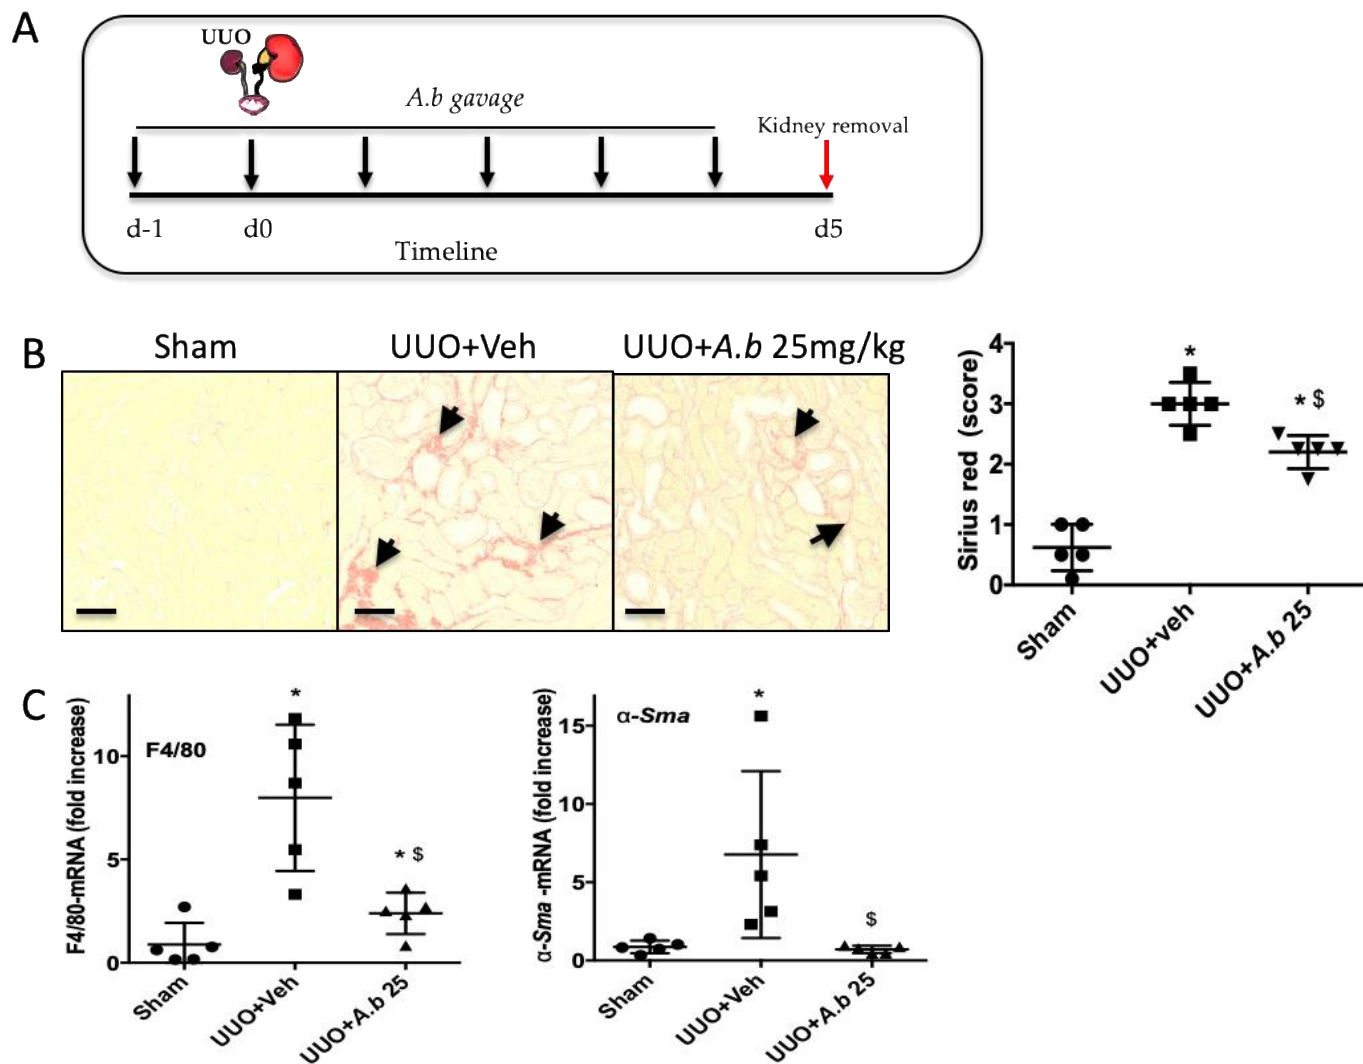 A
UUO
A.b gavage
Kidney removal
d-1
d0
d5
Timeline
B
Sham
UUO+Veh
UUO+A.b 25mg/kg
Sirius red (score)
4
3
2
1
0
*
* $
Sham
UUO+veh
UUO+A.b 25
C
F4/80-mRNA (fold increase)
F4/80
10
5
0
*
* $
Sham
UUO+Veh
UUO+A.b 25
α-Sma -mRNA (fold increase)
α-Sma
15
10
5
0
*
$
Sham
UUO+Veh
UUO+A.b 25